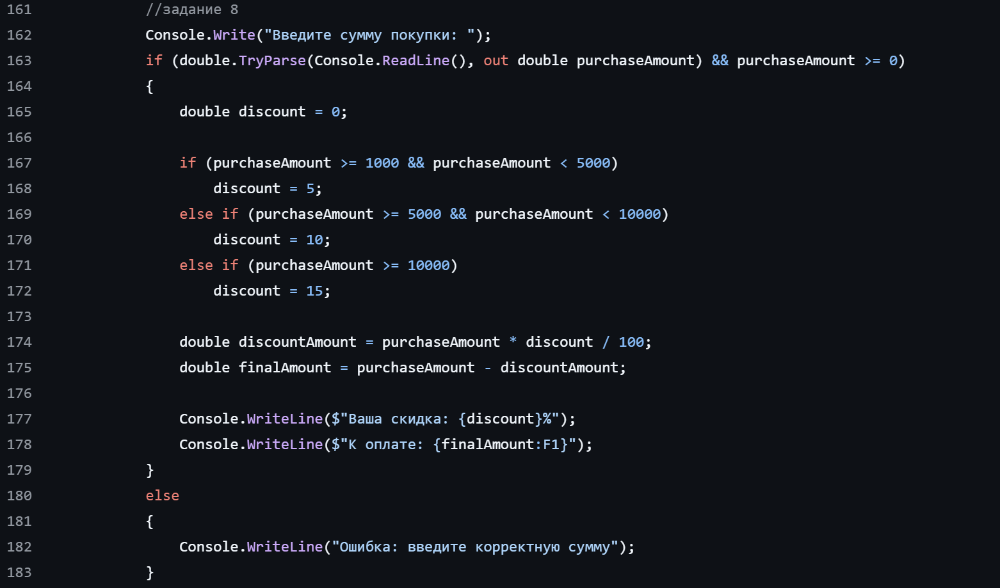 161 //задание 8
162 Console.Write("Введите сумму покупки: ");
163 if (double.TryParse(Console.ReadLine(), out double purchaseAmount) && purchaseAmount >= 0)
164 {
165 double discount = 0;
166
167 if (purchaseAmount >= 1000 && purchaseAmount < 5000)
168 discount = 5;
169 else if (purchaseAmount >= 5000 && purchaseAmount < 10000)
170 discount = 10;
171 else if (purchaseAmount >= 10000)
172 discount = 15;
173
174 double discountAmount = purchaseAmount * discount / 100;
175 double finalAmount = purchaseAmount - discountAmount;
176
177 Console.WriteLine($"Ваша скидка: {discount}%");
178 Console.WriteLine($"К оплате: {finalAmount:F1}");
179 }
180 else
181 {
182 Console.WriteLine("Ошибка: введите корректную сумму");
183 }